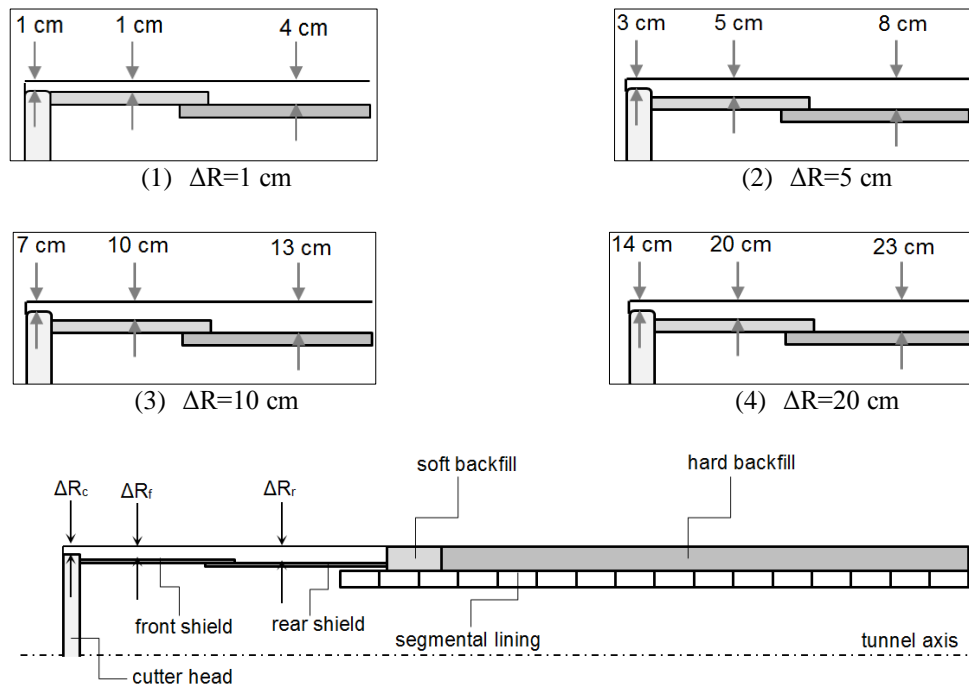 1 cm 1 cm 4 cm
3 cm 5 cm 8 cm
(1) ΔR=1 cm
(2) ΔR=5 cm
7 cm 10 cm 13 cm
14 cm 20 cm 23 cm
(3) ΔR=10 cm
(4) ΔR=20 cm
soft backfill
hard backfill
ΔRc ΔRf ΔRr
front shield
rear shield
segmental lining
tunnel axis
cutter head